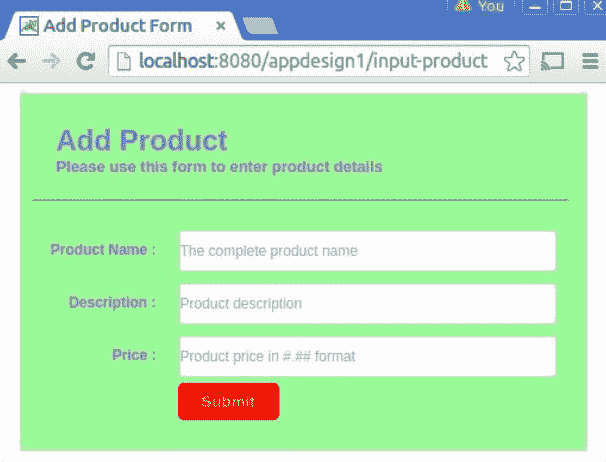 You
Add Product Form
localhost:8080/appdesign1/input-product
Add Product
Please use this form to enter product details
Product Name : The complete product name
Description : Product description
Price : Product price in #.## format
Submit